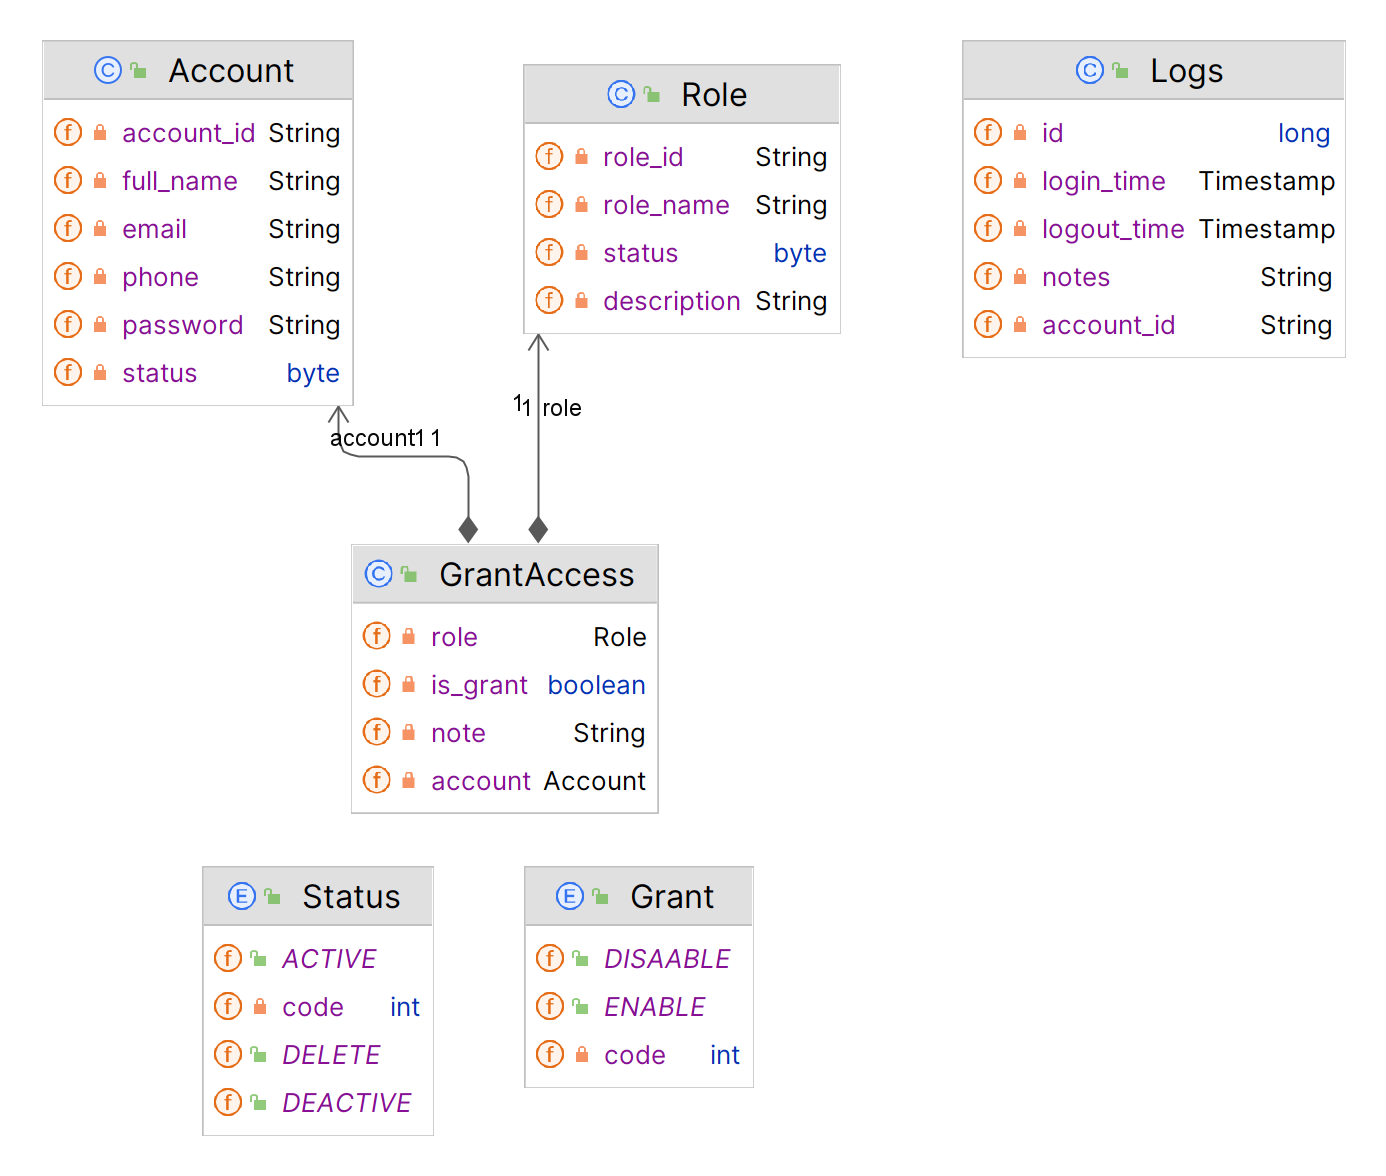 Account
account_id String
full_name String
email String
phone String
password String
status byte
Role
role_id String
role_name String
status byte
description String
Logs
id long
login_time Timestamp
logout_time Timestamp
notes String
account_id String
account1 1
1 1 role
GrantAccess
role Role
is_grant boolean
note String
account Account
Status
ACTIVE
code int
DELETE
DEACTIVE
Grant
DISAABLE
ENABLE
code int